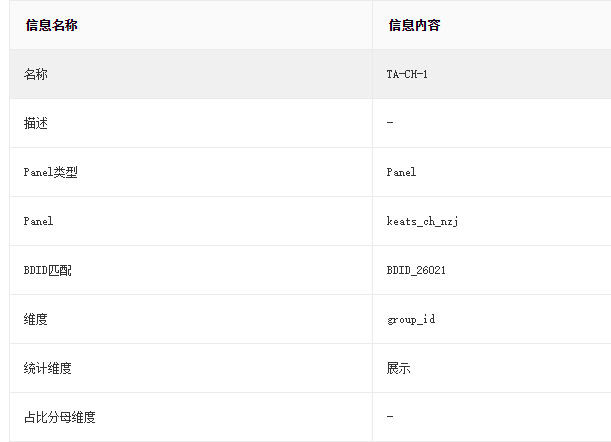 信息名称 信息内容
名称 TA-CH-1
描述 -
Panel类型 Panel
Panel keats_ch_nzj
BDID匹配 BDID_26021
维度 group_id
统计维度 展示
占比分母维度 -